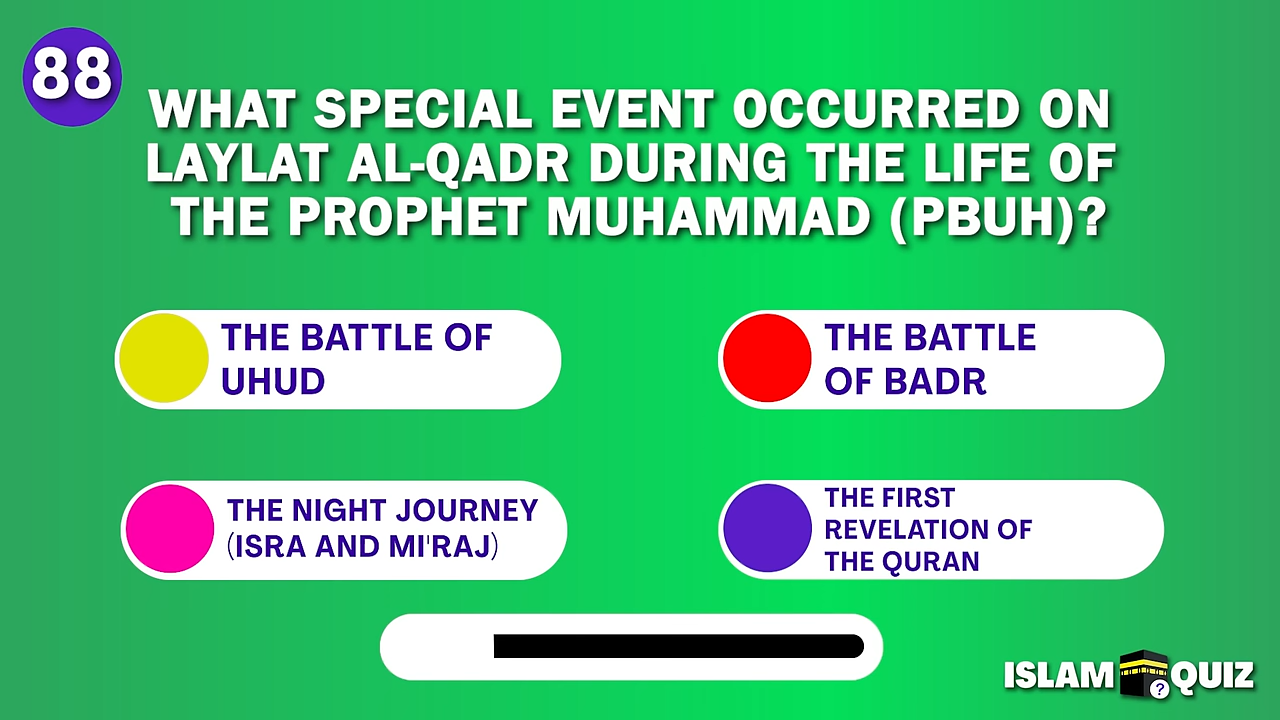 88
WHAT SPECIAL EVENT OCCURRED ON
LAYLAT AL-QADR DURING THE LIFE OF
THE PROPHET MUHAMMAD (PBUH)?
THE BATTLE OF
UHUD
THE BATTLE
OF BADR
THE NIGHT JOURNEY
(ISRA AND MI'RAJ)
THE FIRST
REVELATION OF
THE QURAN
ISLAM ? QUIZ